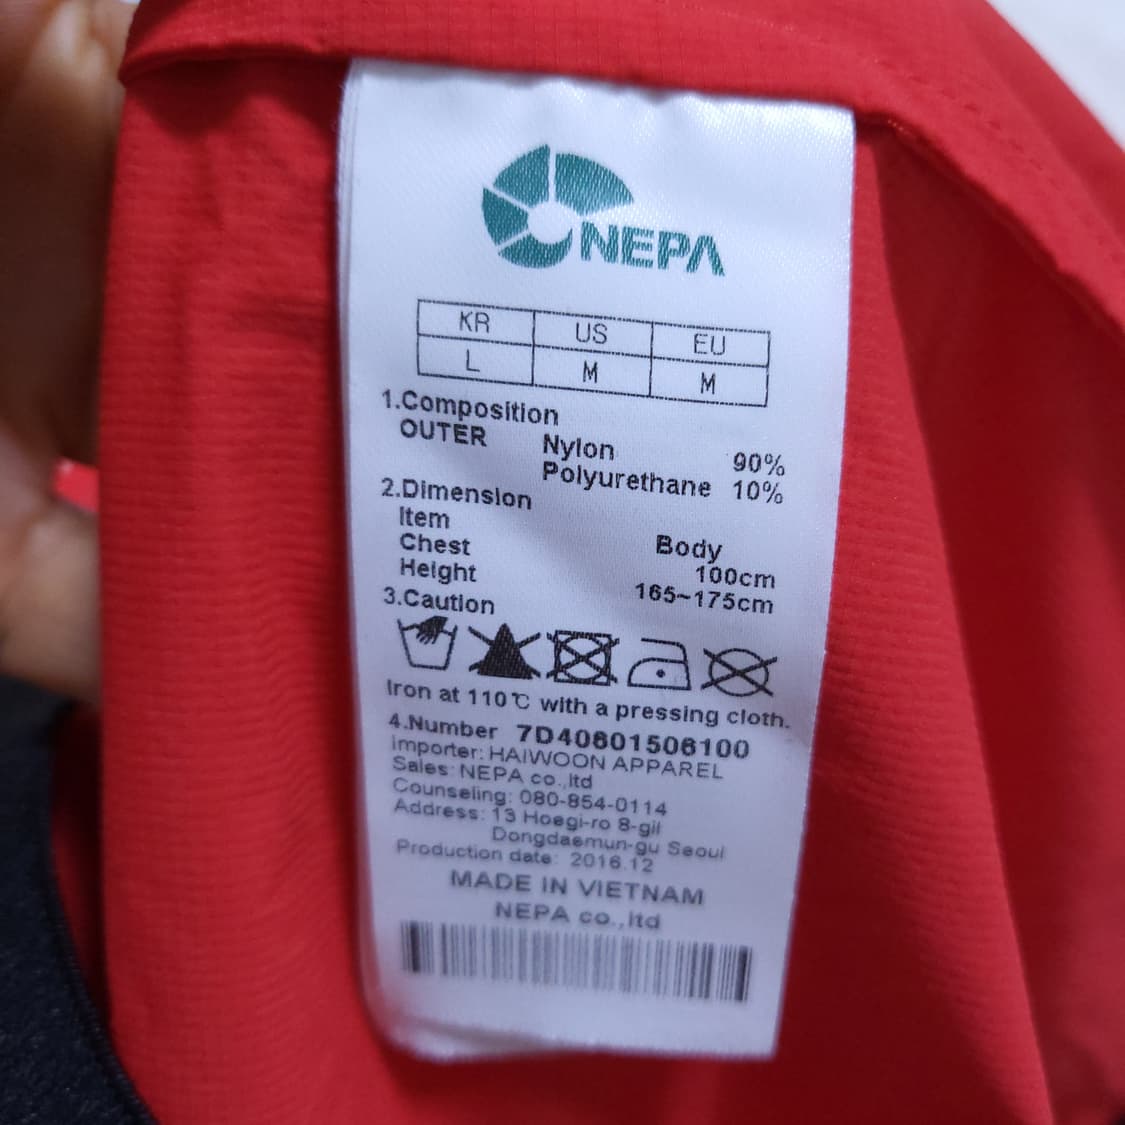 NEPA
KR US EU
L M M
1.Composition
OUTER Nylon 90%
Polyurethane 10%
2.Dimension
Item Body
Chest 100cm
Height 165~175cm
3.Caution
Iron at 110℃ with a pressing cloth.
4.Number 7D40601506100
Importer: HAIWOON APPAREL
Sales: NEPA co.,ltd
Counseling: 080-854-0114
Address: 13 Hoegi-ro 8-gil
Dongdaemun-gu Seoul
Production date: 2016.12
MADE IN VIETNAM
NEPA co.,ltd